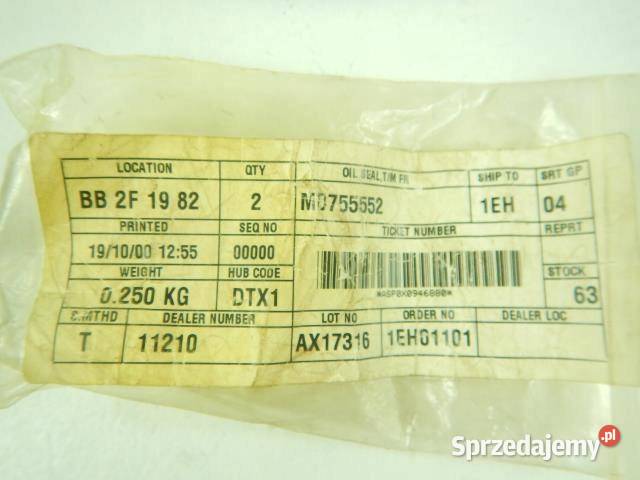 LOCATION QTY OIL SEAL,T/M FR SHIP TO SRT GP
BB 2F 19 82 2 M0755652 1EH 04
PRINTED SEQ NO TICKET NUMBER REPRT
19/10/00 12:55 00000
WEIGHT HUB CODE STOCK
0.250 KG DTX1 *ASP0X0946880* 63
S.MTHD DEALER NUMBER LOT NO ORDER NO DEALER LOC
T 11210 AX17316 1EH01101
Sprzedajemy.pl